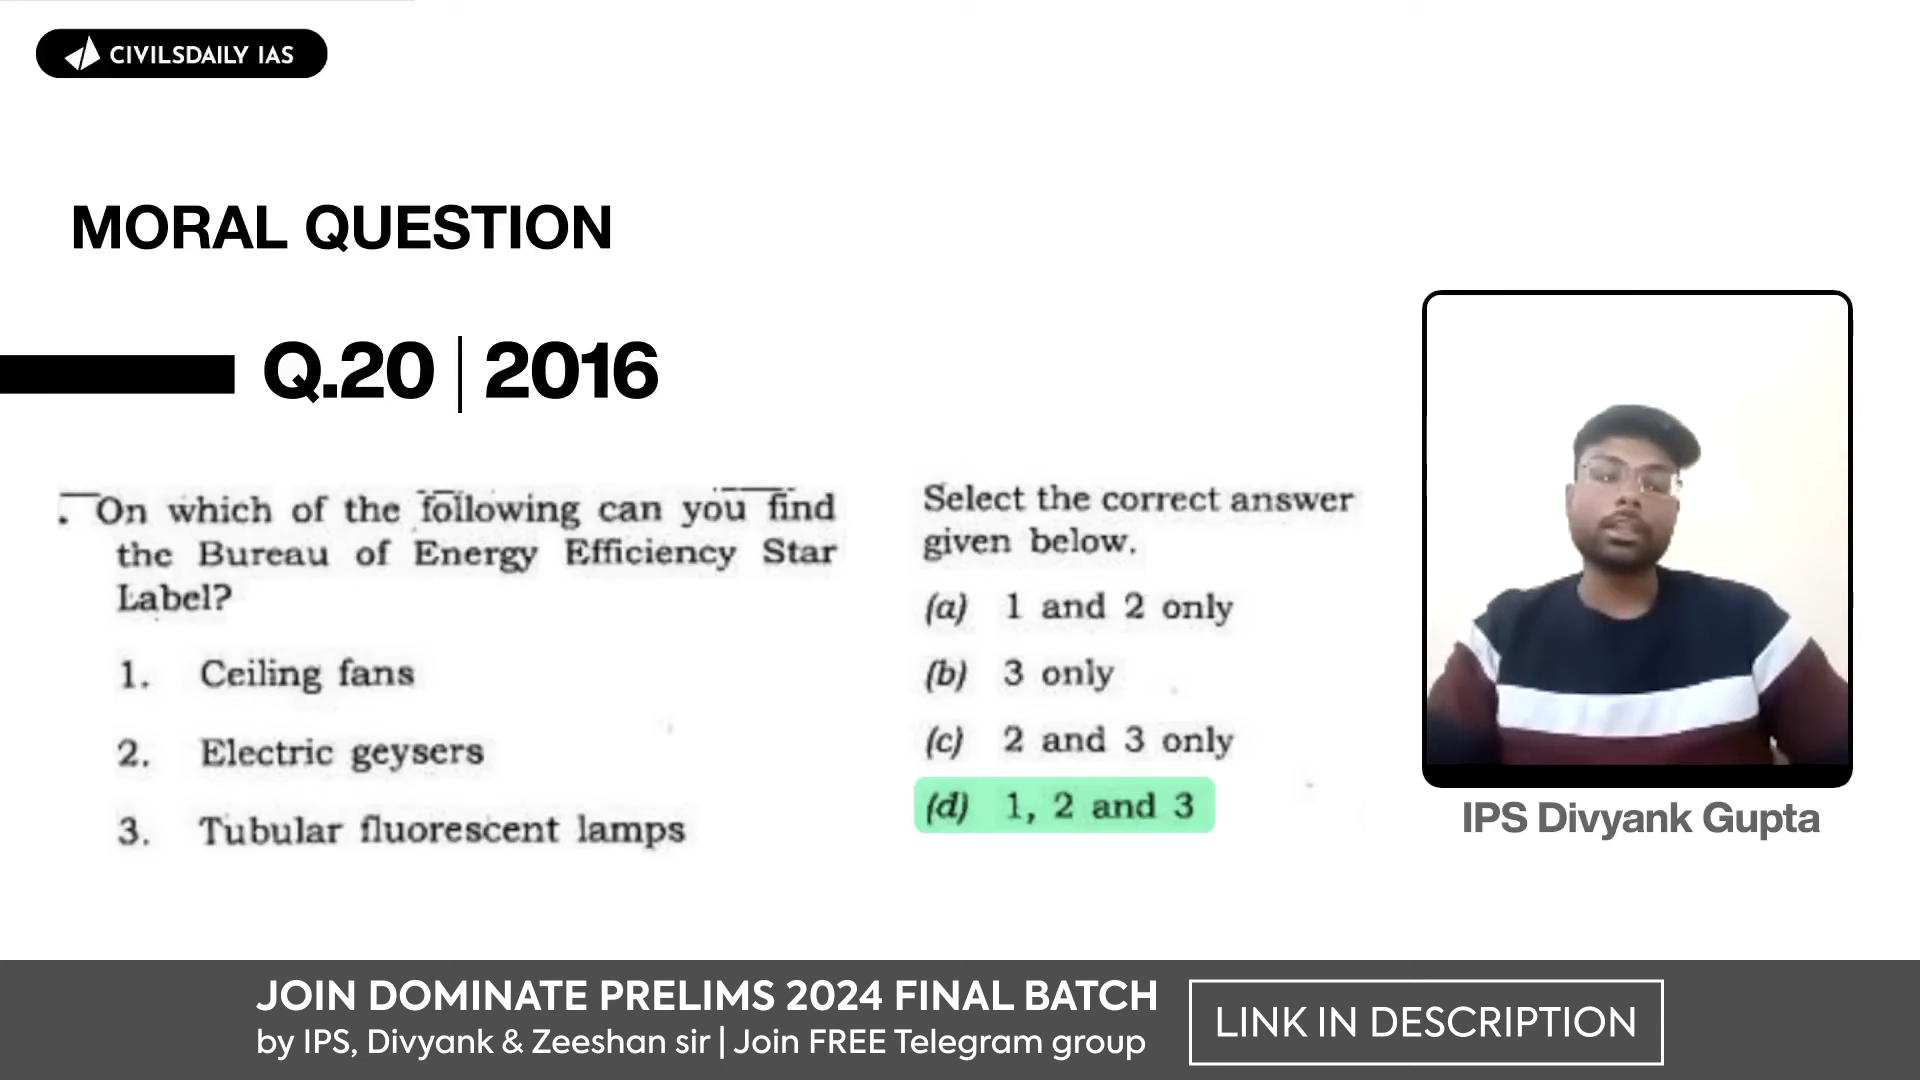 CIVILSDAILY IAS
MORAL QUESTION
Q.20 | 2016
. On which of the following can you find
the Bureau of Energy Efficiency Star
Label?
1. Ceiling fans
2. Electric geysers
3. Tubular fluorescent lamps
Select the correct answer
given below.
(a) 1 and 2 only
(b) 3 only
(c) 2 and 3 only
(d) 1, 2 and 3
IPS Divyank Gupta
JOIN DOMINATE PRELIMS 2024 FINAL BATCH
by IPS, Divyank & Zeeshan sir | Join FREE Telegram group
LINK IN DESCRIPTION